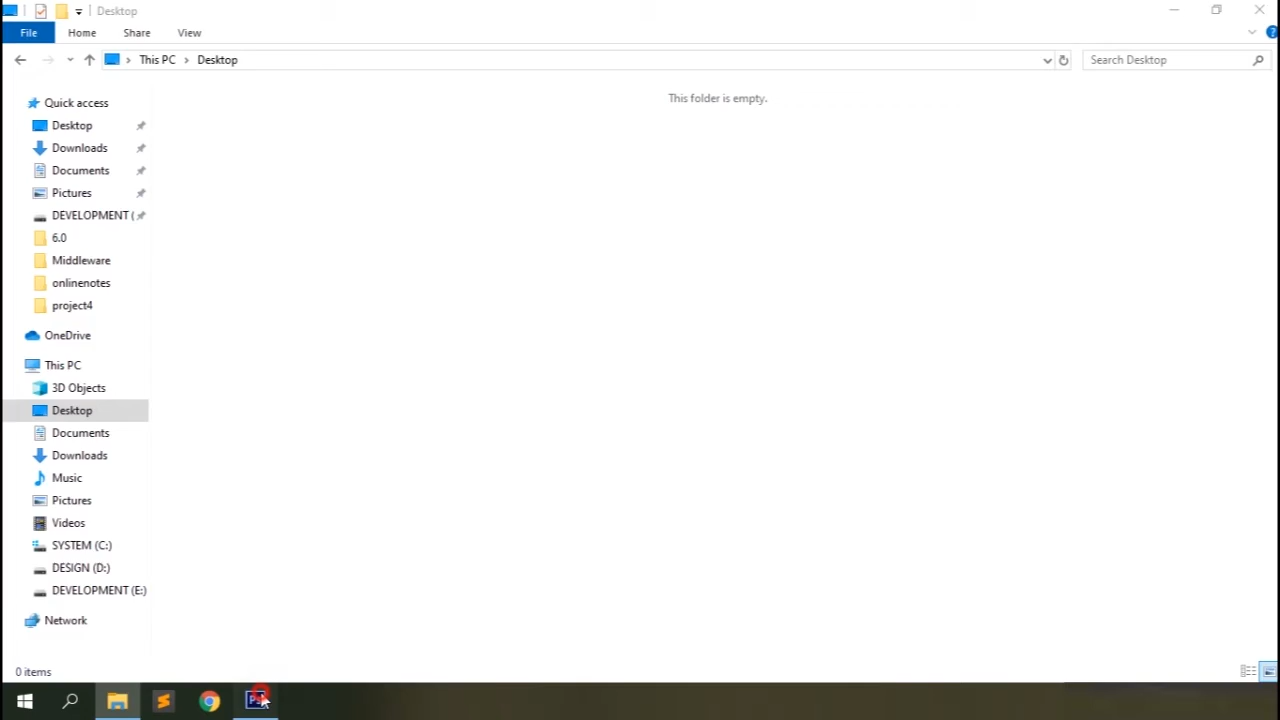 Desktop
File Home Share View
This PC Desktop Search Desktop
This folder is empty.
Quick access
Desktop
Downloads
Documents
Pictures
DEVELOPMENT (
6.0
Middleware
onlinenotes
project4
OneDrive
This PC
3D Objects
Desktop
Documents
Downloads
Music
Pictures
Videos
SYSTEM (C:)
DESIGN (D:)
DEVELOPMENT (E:)
Network
0 items